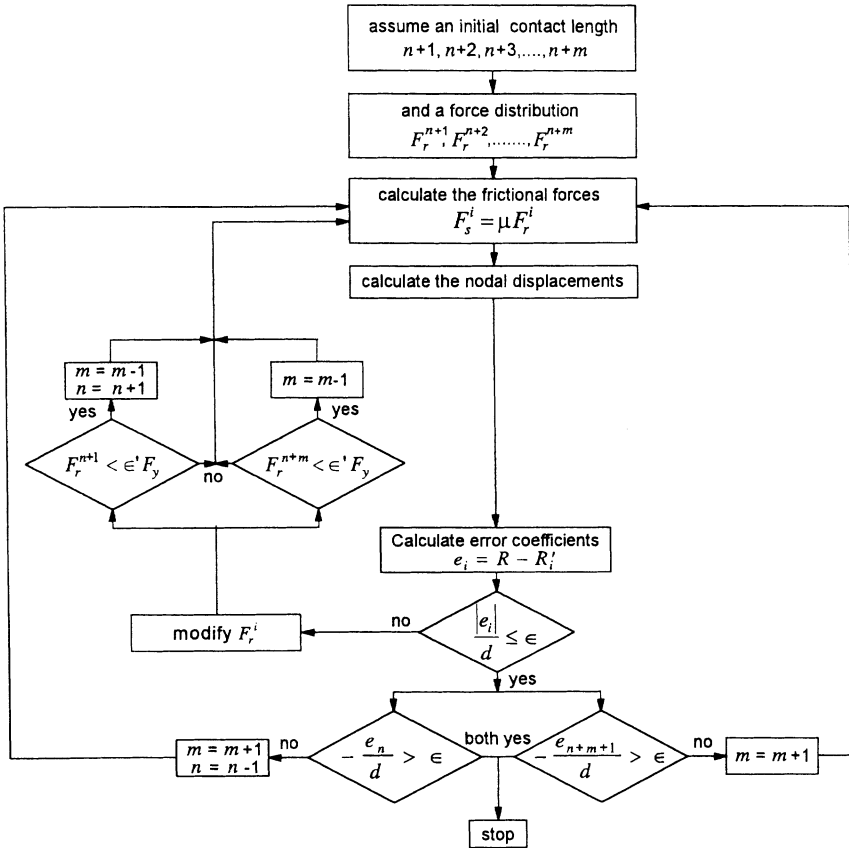 assume an initial contact length
n+1, n+2, n+3,...., n+m
and a force distribution
F_r^{n+1}, F_r^{n+2},......., F_r^{n+m}
calculate the frictional forces
F_s^i = μF_r^i
calculate the nodal displacements
m = m-1
n = n+1
m = m-1
yes
yes
F_r^{n+1} < ∈' F_y
no
F_r^{n+m} < ∈' F_y
Calculate error coefficients
e_i = R − R_i'
modify F_r^i
no
|e_i| / d ≤ ∈
yes
m = m+1
n = n-1
no
− e_n / d > ∈
both yes
− e_{n+m+1} / d > ∈
no
m = m+1
stop